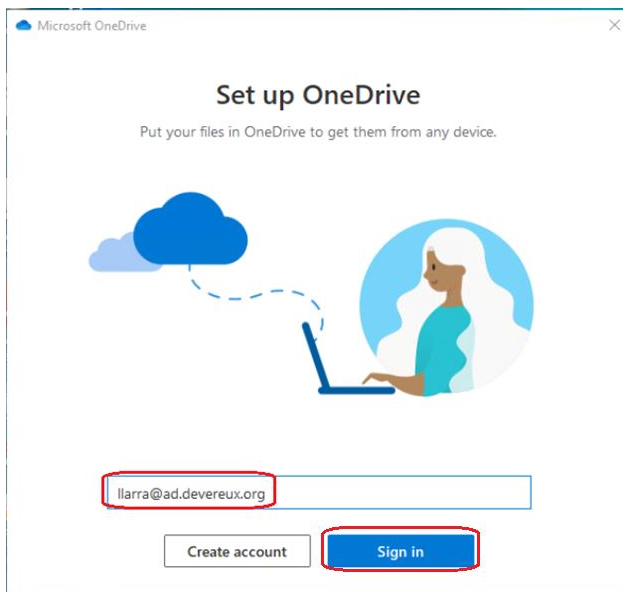 Microsoft OneDrive
Set up OneDrive
Put your files in OneDrive to get them from any device.
llarra@ad.devereux.org
Create account
Sign in